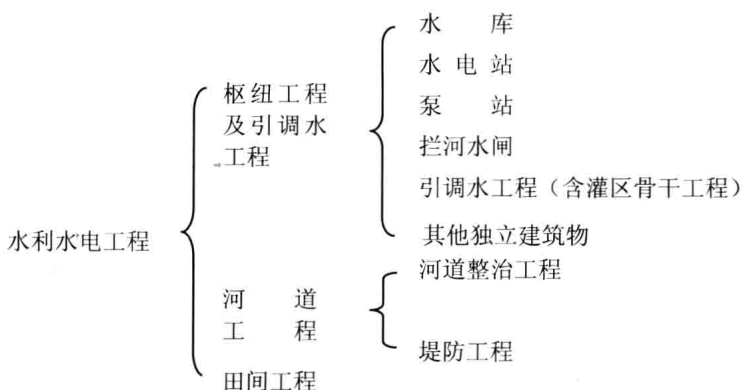 水利水电工程
枢纽工程
及引调水
工程
水 库
水 电 站
泵 站
拦河水闸
引调水工程（含灌区骨干工程）
其他独立建筑物
河 道
工 程
河道整治工程
堤防工程
田间工程